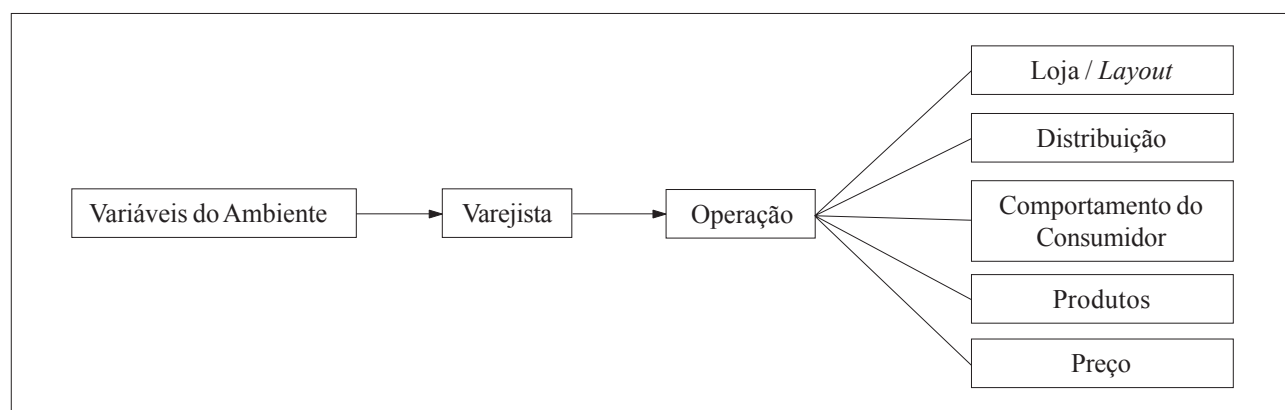 Loja / Layout
Distribuição
Variáveis do Ambiente
Varejista
Operação
Comportamento do
Consumidor
Produtos
Preço